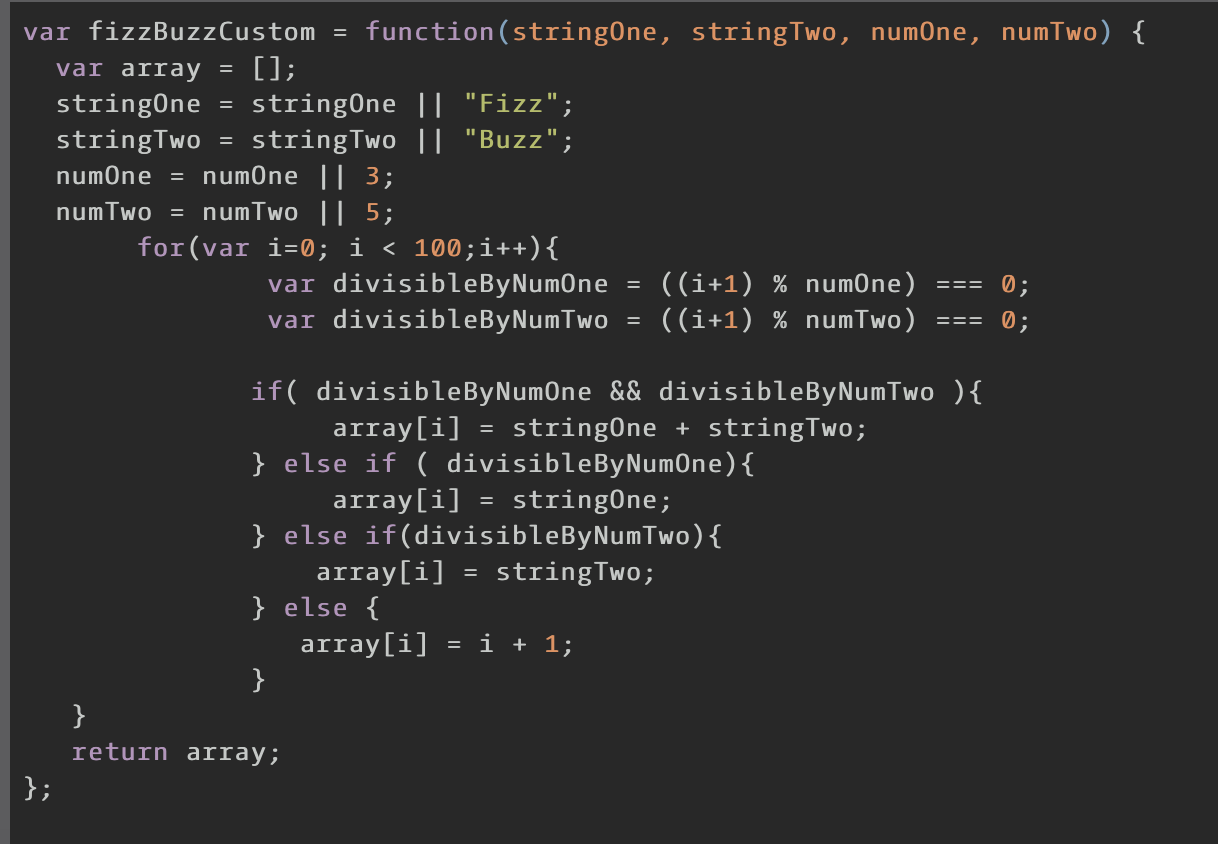 var fizzBuzzCustom = function(stringOne, stringTwo, numOne, numTwo) {
  var array = [];
  stringOne = stringOne || "Fizz";
  stringTwo = stringTwo || "Buzz";
  numOne = numOne || 3;
  numTwo = numTwo || 5;
       for(var i=0; i < 100;i++){
               var divisibleByNumOne = ((i+1) % numOne) === 0;
               var divisibleByNumTwo = ((i+1) % numTwo) === 0;

              if( divisibleByNumOne && divisibleByNumTwo ){
                   array[i] = stringOne + stringTwo;
              } else if ( divisibleByNumOne){
                   array[i] = stringOne;
              } else if(divisibleByNumTwo){
                  array[i] = stringTwo;
              } else {
                 array[i] = i + 1;
              }
   }
   return array;
};